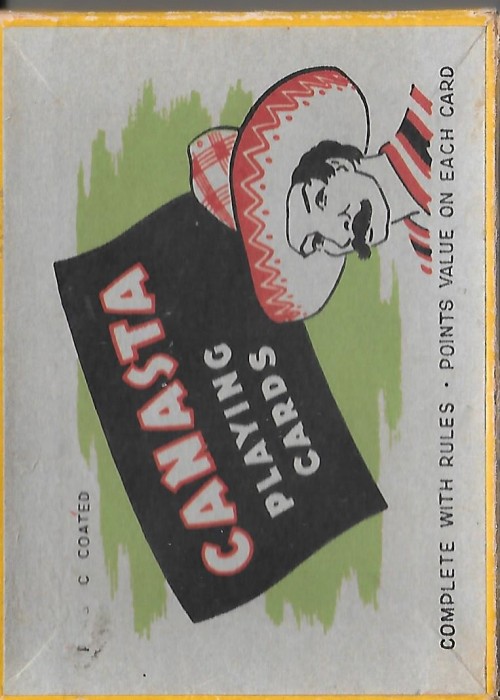 CANASTA
PLAYING
CARDS
COATED
COMPLETE WITH RULES · POINTS VALUE ON EACH CARD